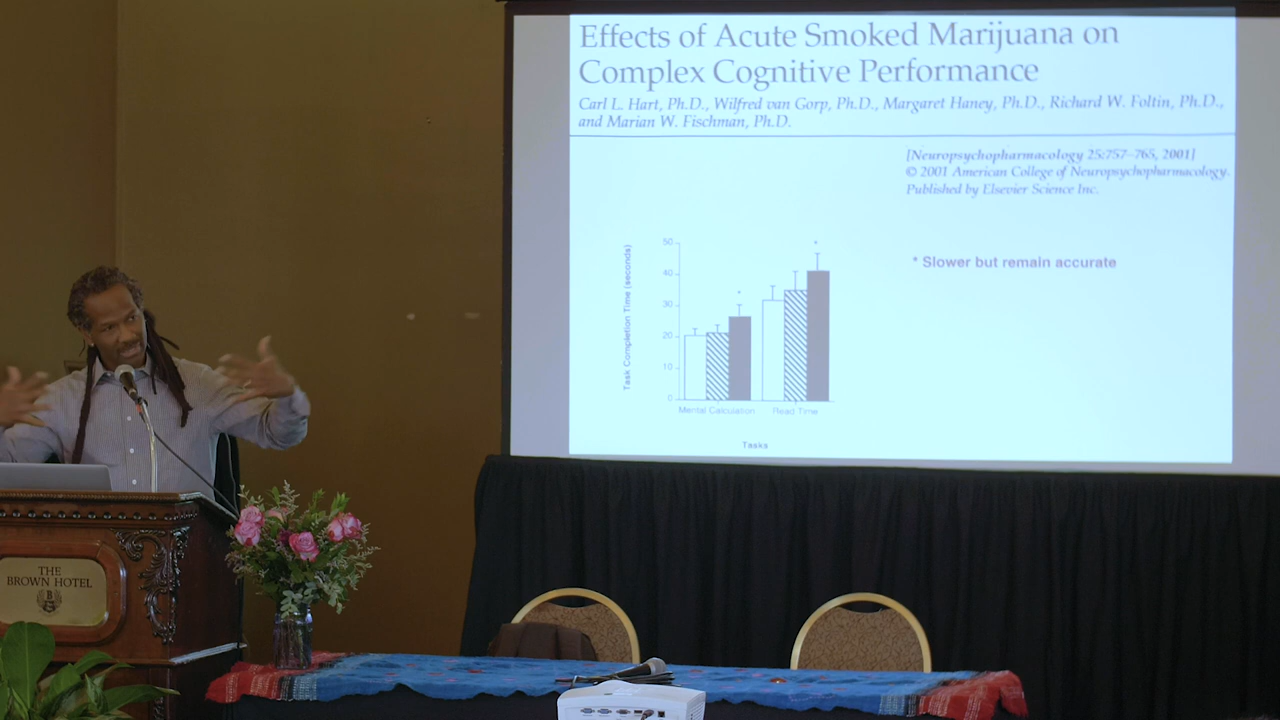 Effects of Acute Smoked Marijuana on
Complex Cognitive Performance
Carl L. Hart, Ph.D., Wilfred van Gorp, Ph.D., Margaret Haney, Ph.D., Richard W. Foltin, Ph.D.,
and Marian W. Fischman, Ph.D.
[Neuropsychopharmacology 25:757–765, 2001]
© 2001 American College of Neuropsychopharmacology.
Published by Elsevier Science Inc.
* Slower but remain accurate
Task Completion Time (seconds)
50
40
30
20
10
0
*
*
Mental Calculation
Read Time
Tasks
THE
BROWN HOTEL
B